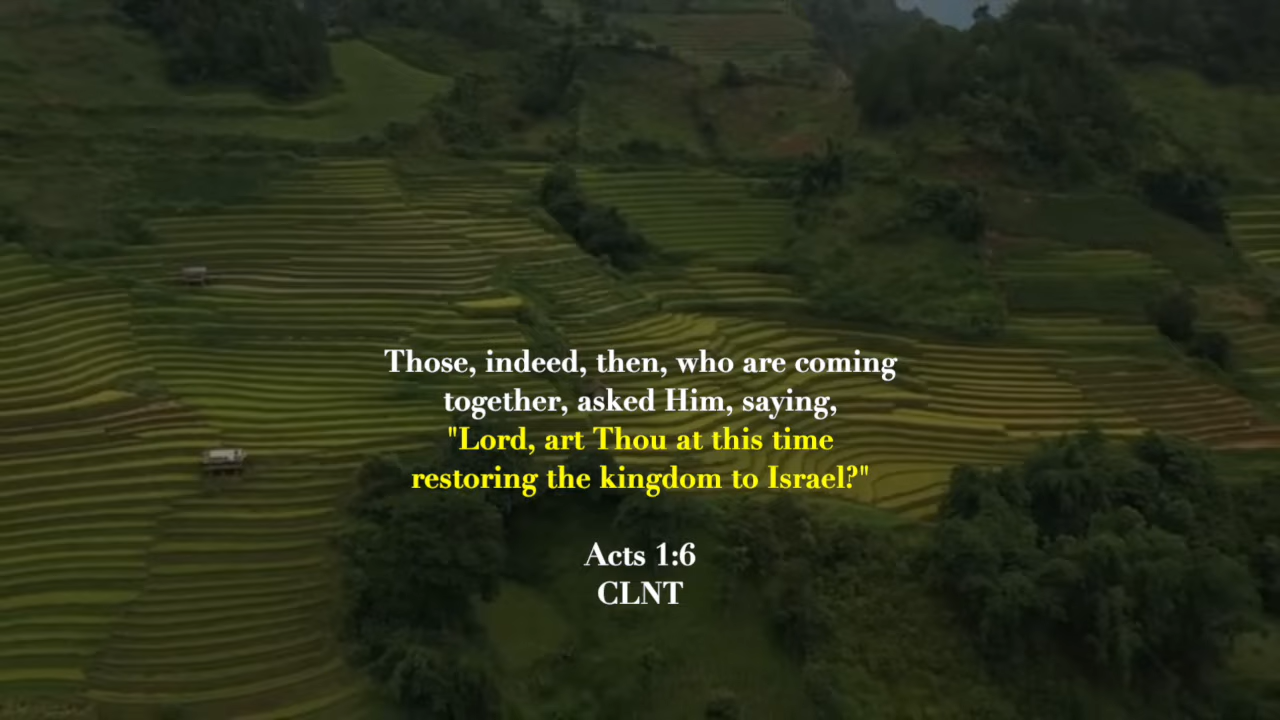 Those, indeed, then, who are coming
together, asked Him, saying,
"Lord, art Thou at this time
restoring the kingdom to Israel?"
Acts 1:6
CLNT